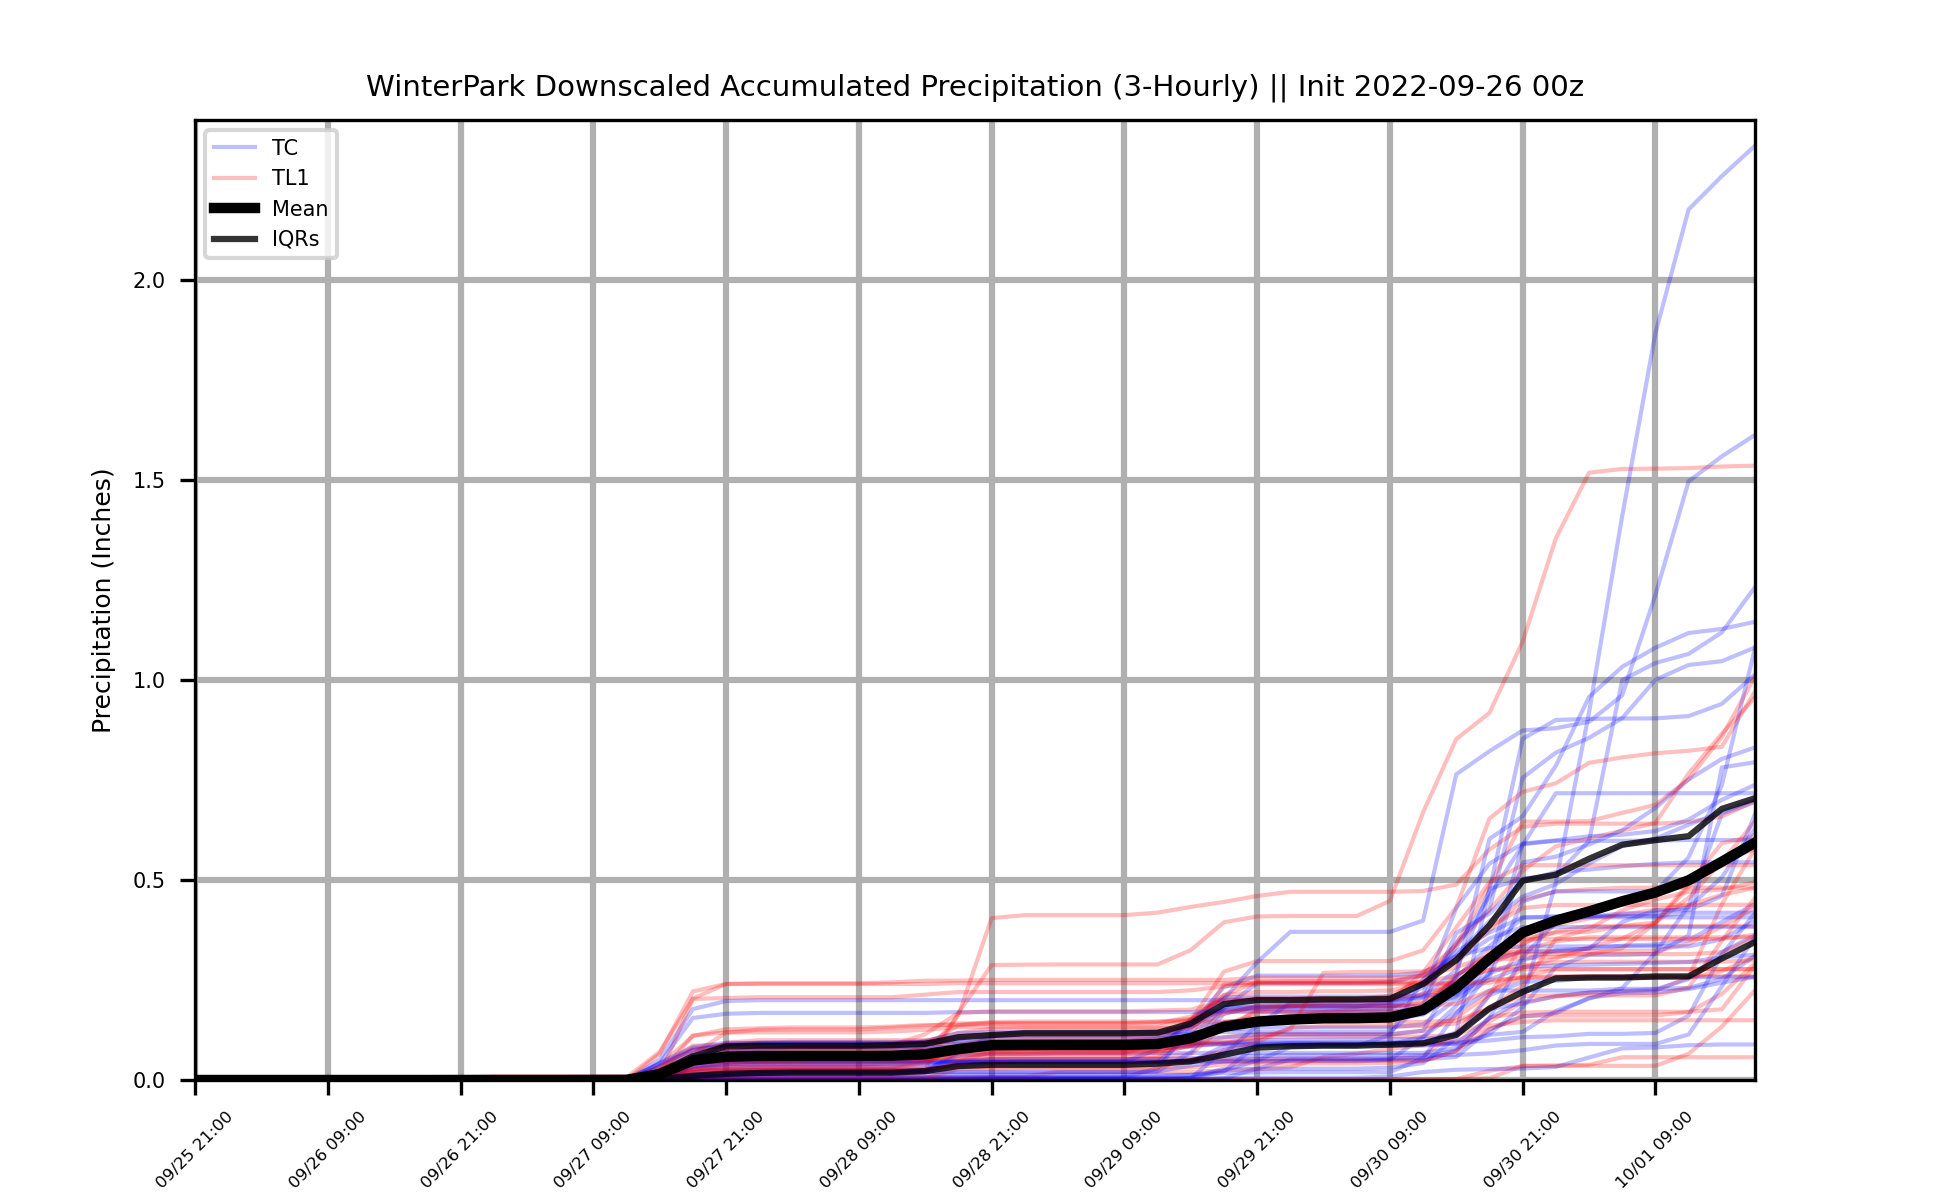 WinterPark Downscaled Accumulated Precipitation (3-Hourly) || Init 2022-09-26 00z
TC
TL1
Mean
IQRs
Precipitation (Inches)
2.0
1.5
1.0
0.5
0.0
09/25 21:00
09/26 09:00
09/26 21:00
09/27 09:00
09/27 21:00
09/28 09:00
09/28 21:00
09/29 09:00
09/29 21:00
09/30 09:00
09/30 21:00
10/01 09:00